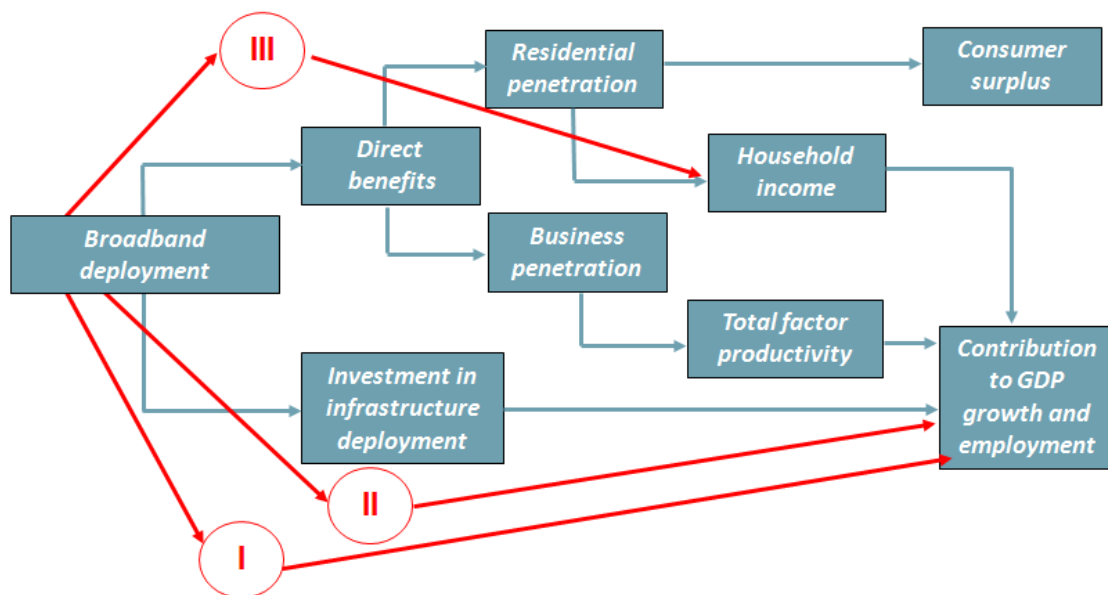 III
Residential
penetration
Consumer
surplus
Direct
benefits
Household
income
Broadband
deployment
Business
penetration
Total factor
productivity
Contribution
to GDP
growth and
employment
Investment in
infrastructure
deployment
II
I